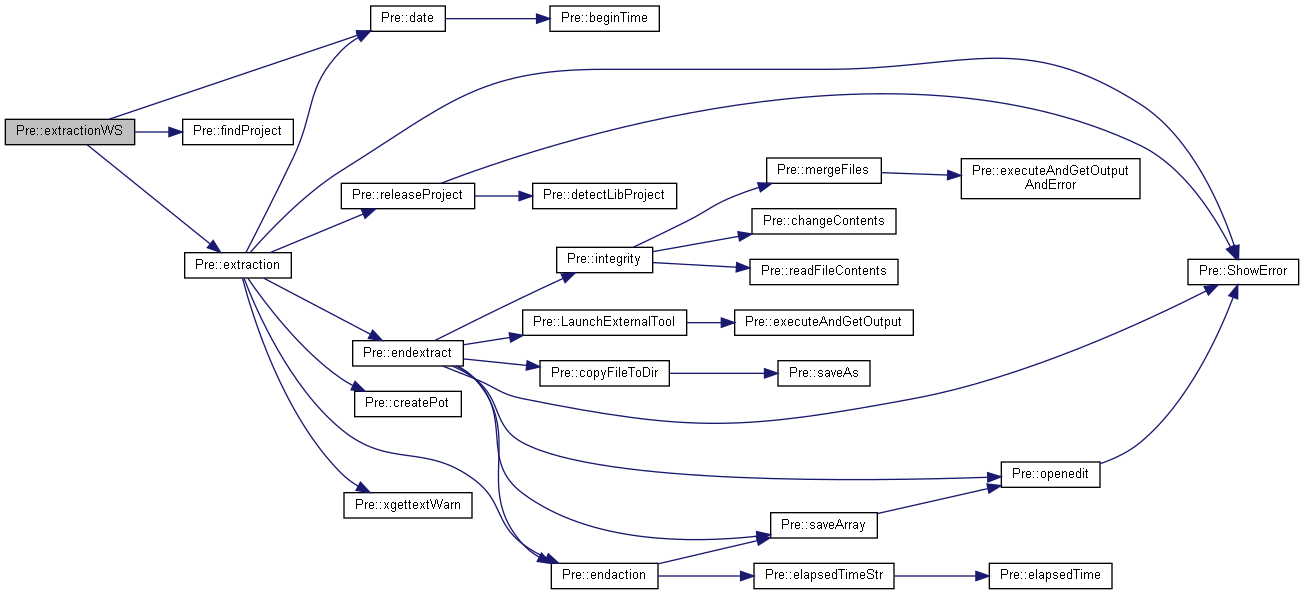 Pre::date
Pre::beginTime
Pre::extractionWS
Pre::findProject
Pre::mergeFiles
Pre::executeAndGetOutput
AndError
Pre::releaseProject
Pre::detectLibProject
Pre::changeContents
Pre::extraction
Pre::integrity
Pre::readFileContents
Pre::ShowError
Pre::LaunchExternalTool
Pre::executeAndGetOutput
Pre::endextract
Pre::copyFileToDir
Pre::saveAs
Pre::createPot
Pre::openedit
Pre::xgettextWarn
Pre::saveArray
Pre::endaction
Pre::elapsedTimeStr
Pre::elapsedTime